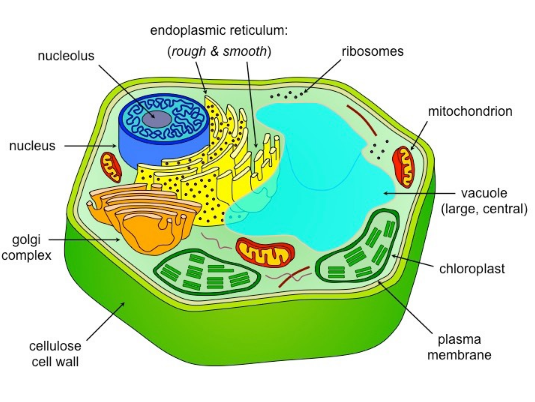 endoplasmic reticulum:
(rough & smooth)
nucleolus
ribosomes
mitochondrion
nucleus
vacuole
(large, central)
golgi
complex
chloroplast
plasma
membrane
cellulose
cell wall